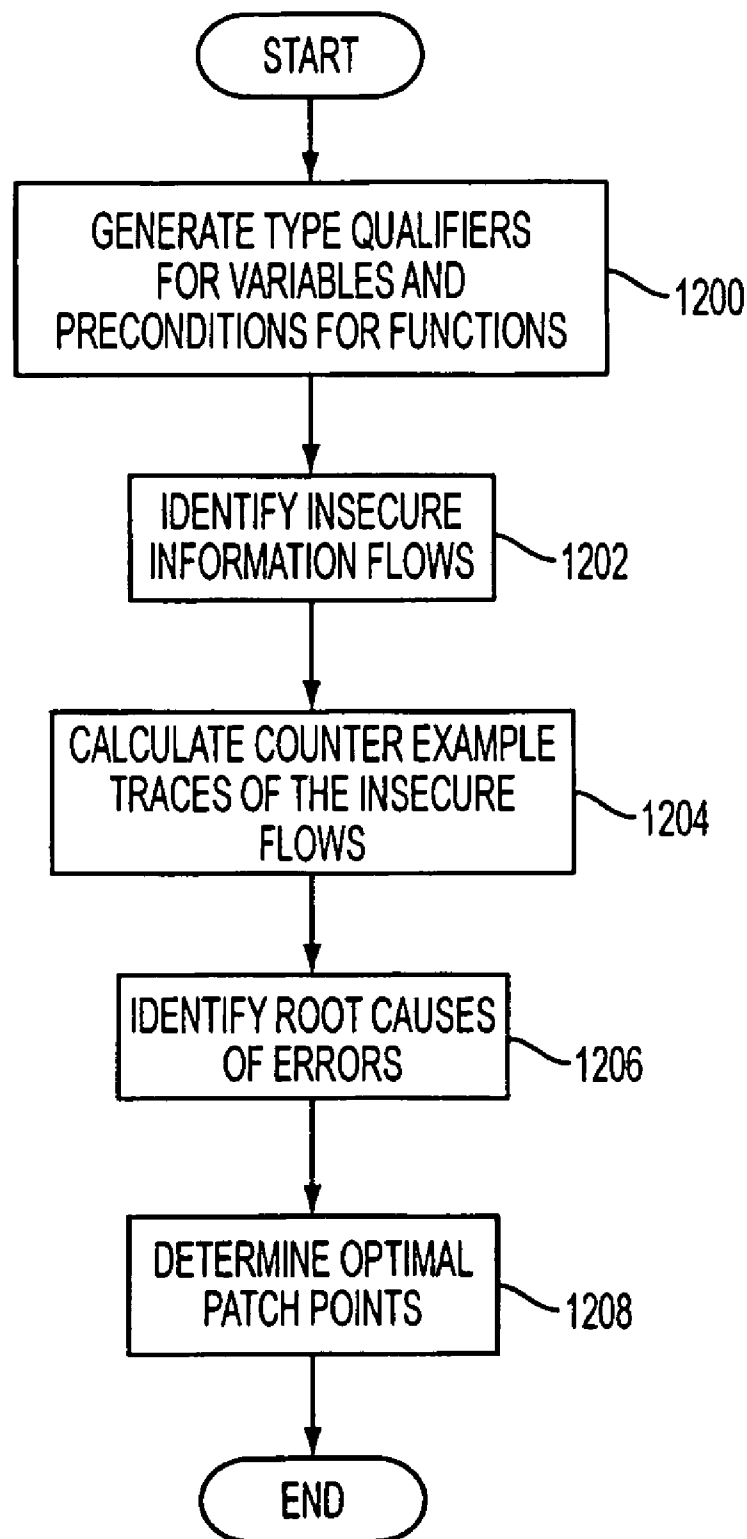 START
GENERATE TYPE QUALIFIERS
FOR VARIABLES AND
PRECONDITIONS FOR FUNCTIONS
1200
IDENTIFY INSECURE
INFORMATION FLOWS
1202
CALCULATE COUNTER EXAMPLE
TRACES OF THE INSECURE
FLOWS
1204
IDENTIFY ROOT CAUSES
OF ERRORS
1206
DETERMINE OPTIMAL
PATCH POINTS
1208
END